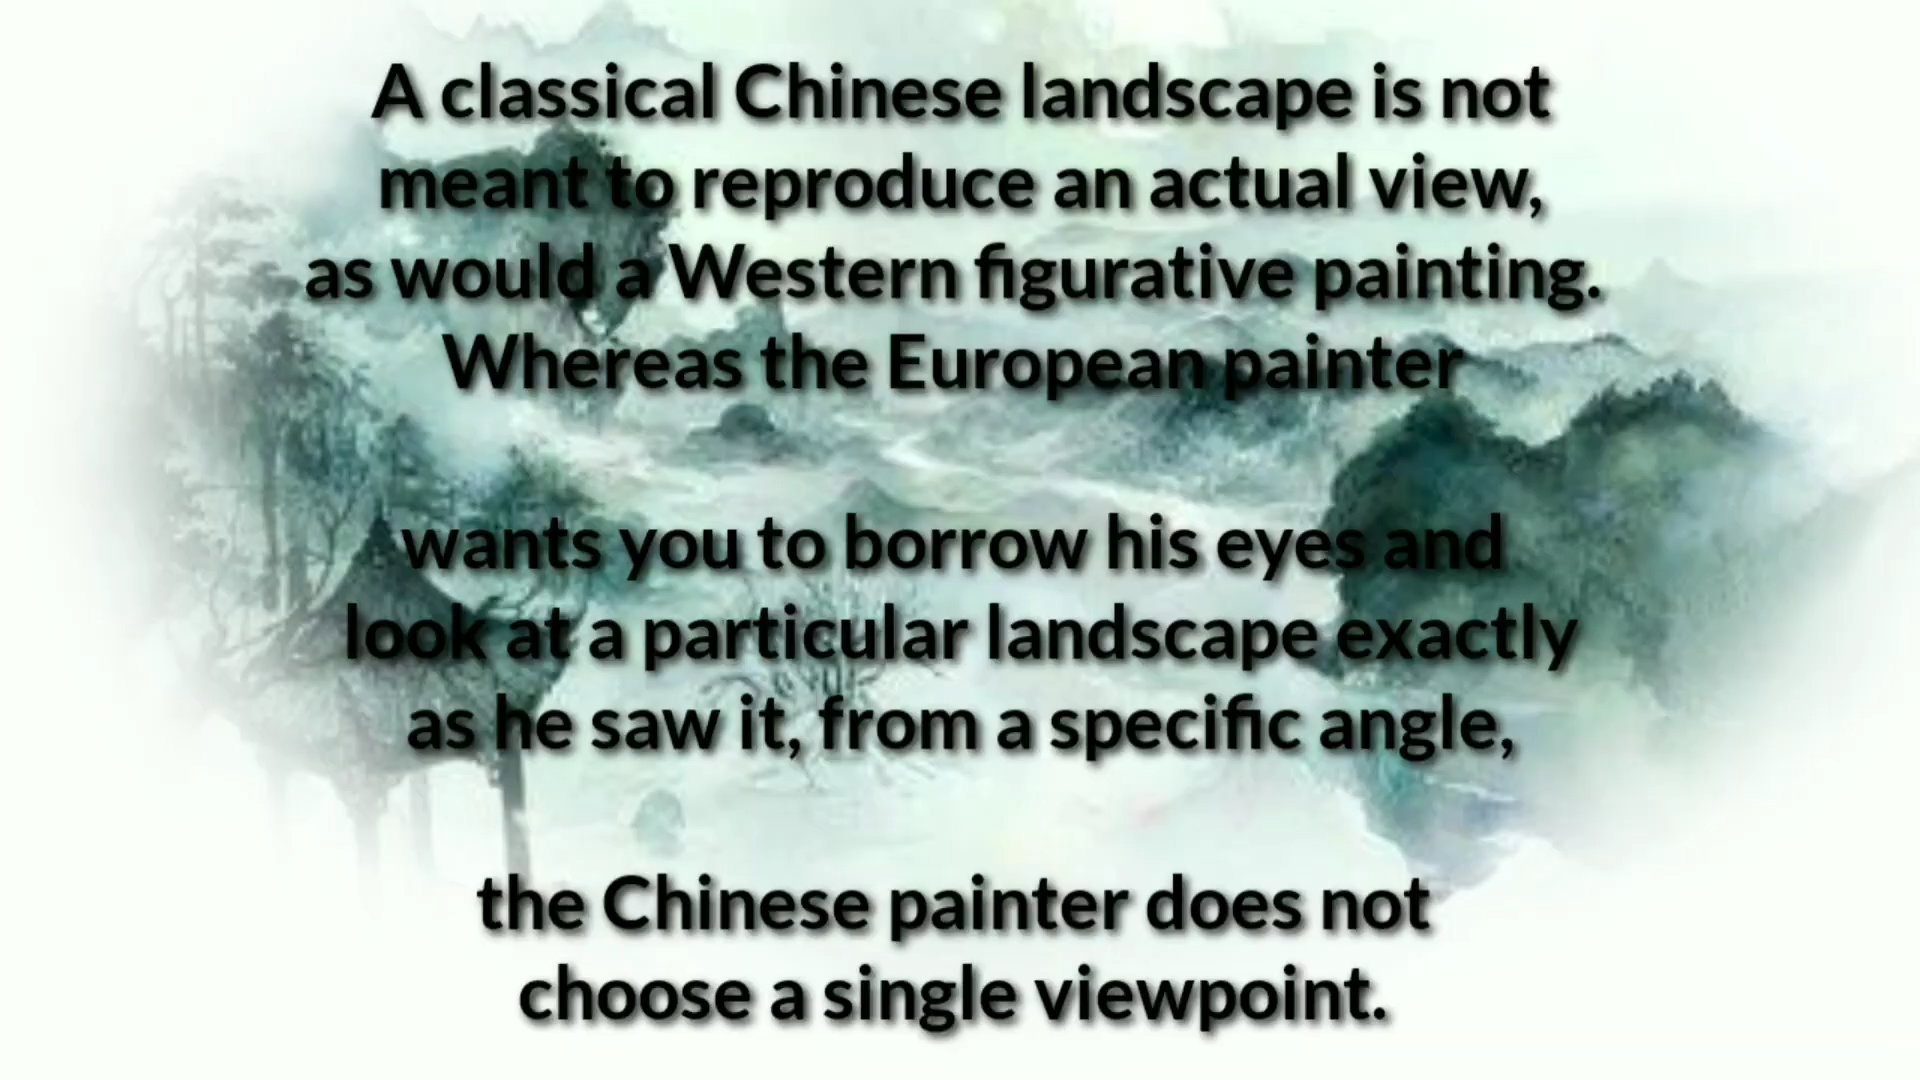 A classical Chinese landscape is not
meant to reproduce an actual view,
as would a Western figurative painting.
Whereas the European painter
wants you to borrow his eyes and
look at a particular landscape exactly
as he saw it, from a specific angle,
the Chinese painter does not
choose a single viewpoint.